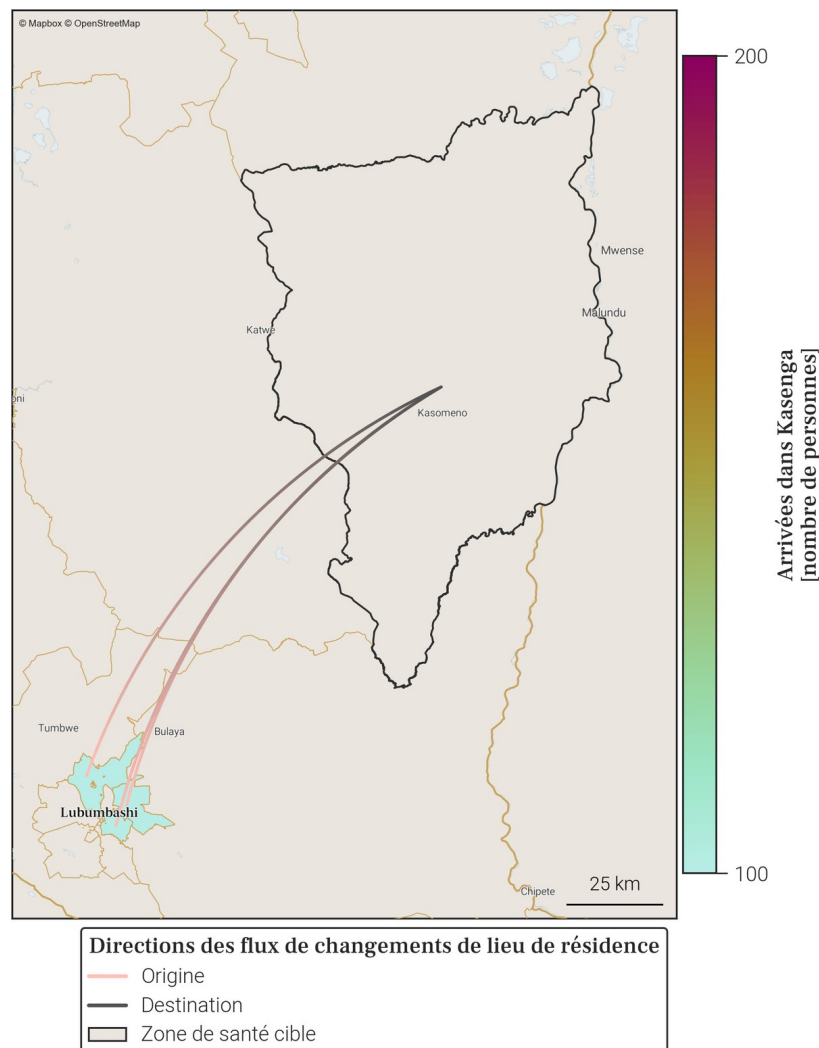 © Mapbox © OpenStreetMap
200
Mwense
Malundu
Katwe
Kasomeno
Arrivées dans Kasenga
[nombre de personnes]
Tumbwe
Bulaya
Lubumbashi
100
25 km
Chipete
Directions des flux de changements de lieu de résidence
Origine
Destination
Zone de santé cible